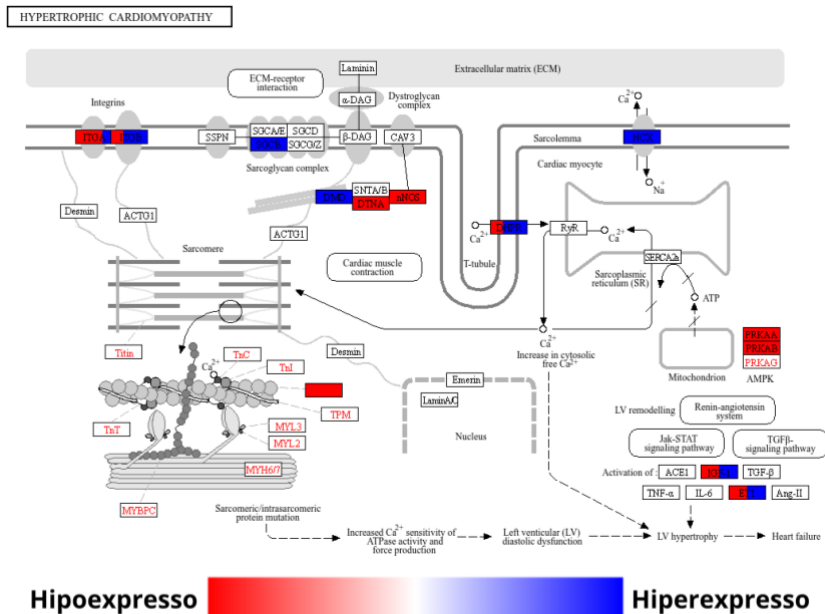 HYPERTROPHIC CARDIOMYOPATHY
Laminin
Extracellular matrix (ECM)
ECM-receptor
interaction
α-DAG
Dystroglycan
complex
Integrins
Ca2+
ITGA
ITGB
SSPN
SGCA/E
SGCD
SGCB
SGCG/Z
β-DAG
CAV3
Sarcolemma
NCX
Sarcoglycan complex
Cardiac myocyte
Na+
DMD
SNTA/B
DTNA
nNOS
Desmin
ACTG1
ACTG1
Ca2+
DHPR
RyR
Ca2+
Sarcomere
T-tubule
SERCA2a
Cardiac muscle
contraction
Sarcoplasmic
reticulum (SR)
ATP
Titin
TnC
Ca2+
TnI
Desmin
Ca2+
Increase in cytosolic
free Ca2+
Mitochondrion
PRKAA
PRKAB
PRKAG
AMPK
Emerin
LaminA/C
Nucleus
TPM
TnT
MYL3
MYL2
MYH6/7
MYBPC
LV remodelling
Renin-angiotensin
system
Jak-STAT
signaling pathway
TGFβ-
signaling pathway
Activation of :
ACE1
TGF-β
TNF-α
IL-6
Ang-II
Sarcomeric/intrasarcomeric
protein mutation
Increased Ca2+ sensitivity of
ATPase activity and
force production
Left venticular (LV)
diastolic dysfunction
LV hypertrophy
Heart failure
Hipoexpresso
Hiperexpresso